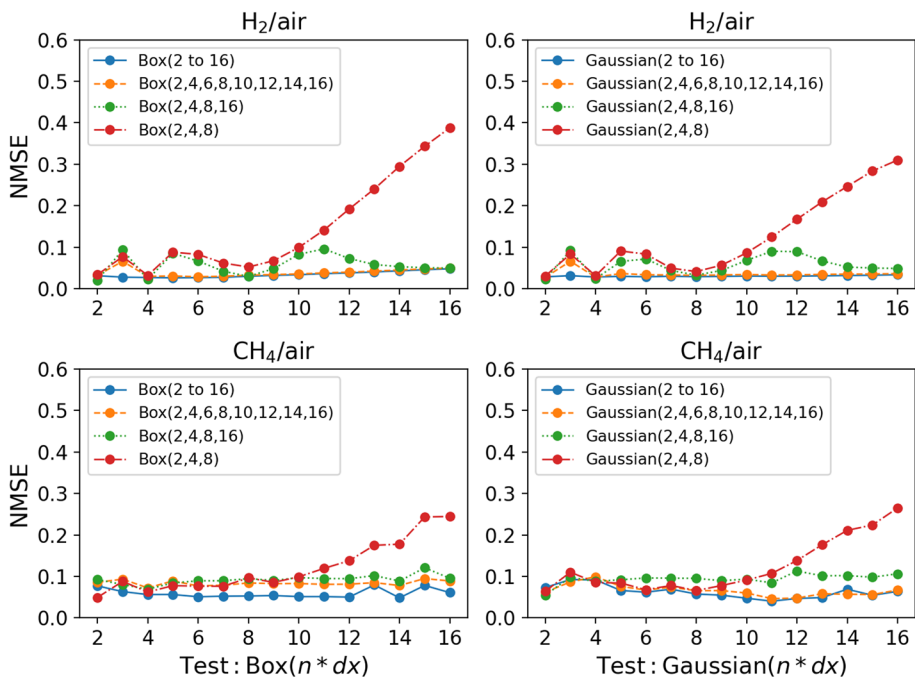 H₂/air
0.6
0.5
0.4
0.3
0.2
0.1
0.0
NMSE
Box(2 to 16)
Box(2,4,6,8,10,12,14,16)
Box(2,4,8,16)
Box(2,4,8)
2 4 6 8 10 12 14 16
H₂/air
0.6
0.5
0.4
0.3
0.2
0.1
0.0
Gaussian(2 to 16)
Gaussian(2,4,6,8,10,12,14,16)
Gaussian(2,4,8,16)
Gaussian(2,4,8)
2 4 6 8 10 12 14 16
CH₄/air
0.6
0.5
0.4
0.3
0.2
0.1
0.0
NMSE
Box(2 to 16)
Box(2,4,6,8,10,12,14,16)
Box(2,4,8,16)
Box(2,4,8)
2 4 6 8 10 12 14 16
Test : Box(n * dx)
CH₄/air
0.6
0.5
0.4
0.3
0.2
0.1
0.0
Gaussian(2 to 16)
Gaussian(2,4,6,8,10,12,14,16)
Gaussian(2,4,8,16)
Gaussian(2,4,8)
2 4 6 8 10 12 14 16
Test : Gaussian(n * dx)